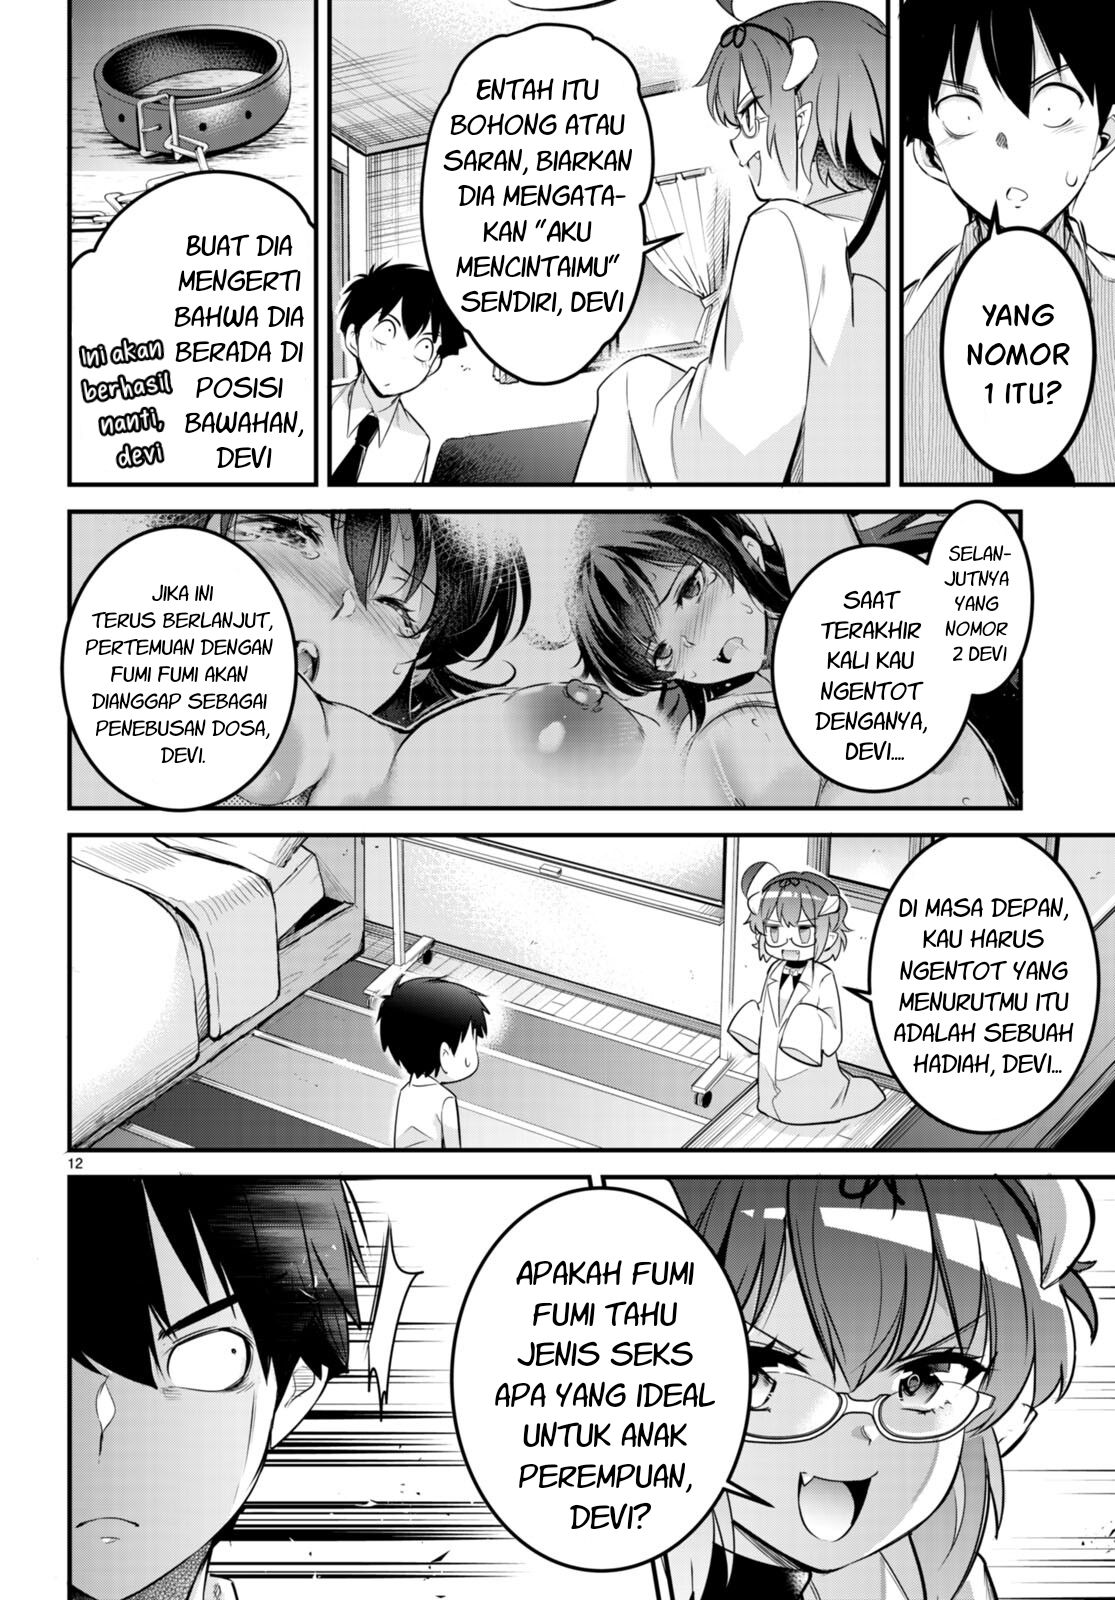 YANG
NOMOR
1 ITU?
ENTAH ITU
BOHONG ATAU
SARAN, BIARKAN
DIA MENGATA-
KAN "AKU
MENCINTAIMU"
SENDIRI, DEVI
BUAT DIA
MENGERTI
BAHWA DIA
BERADA DI
POSISI
BAWAHAN,
DEVI
Ini akan
berhasil
nanti,
devi
SELAN-
JUTNYA
YANG
NOMOR
2 DEVI
SAAT
TERAKHIR
KALI KAU
NGENTOT
DENGANYA,
DEVI....
JIKA INI
TERUS BERLANJUT,
PERTEMUAN DENGAN
FUMI FUMI AKAN
DIANGGAP SEBAGAI
PENEBUSAN DOSA,
DEVI.
DI MASA DEPAN,
KAU HARUS
NGENTOT YANG
MENURUTMU ITU
ADALAH SEBUAH
HADIAH, DEVI...
12
APAKAH FUMI
FUMI TAHU
JENIS SEKS
APA YANG IDEAL
UNTUK ANAK
PEREMPUAN,
DEVI?